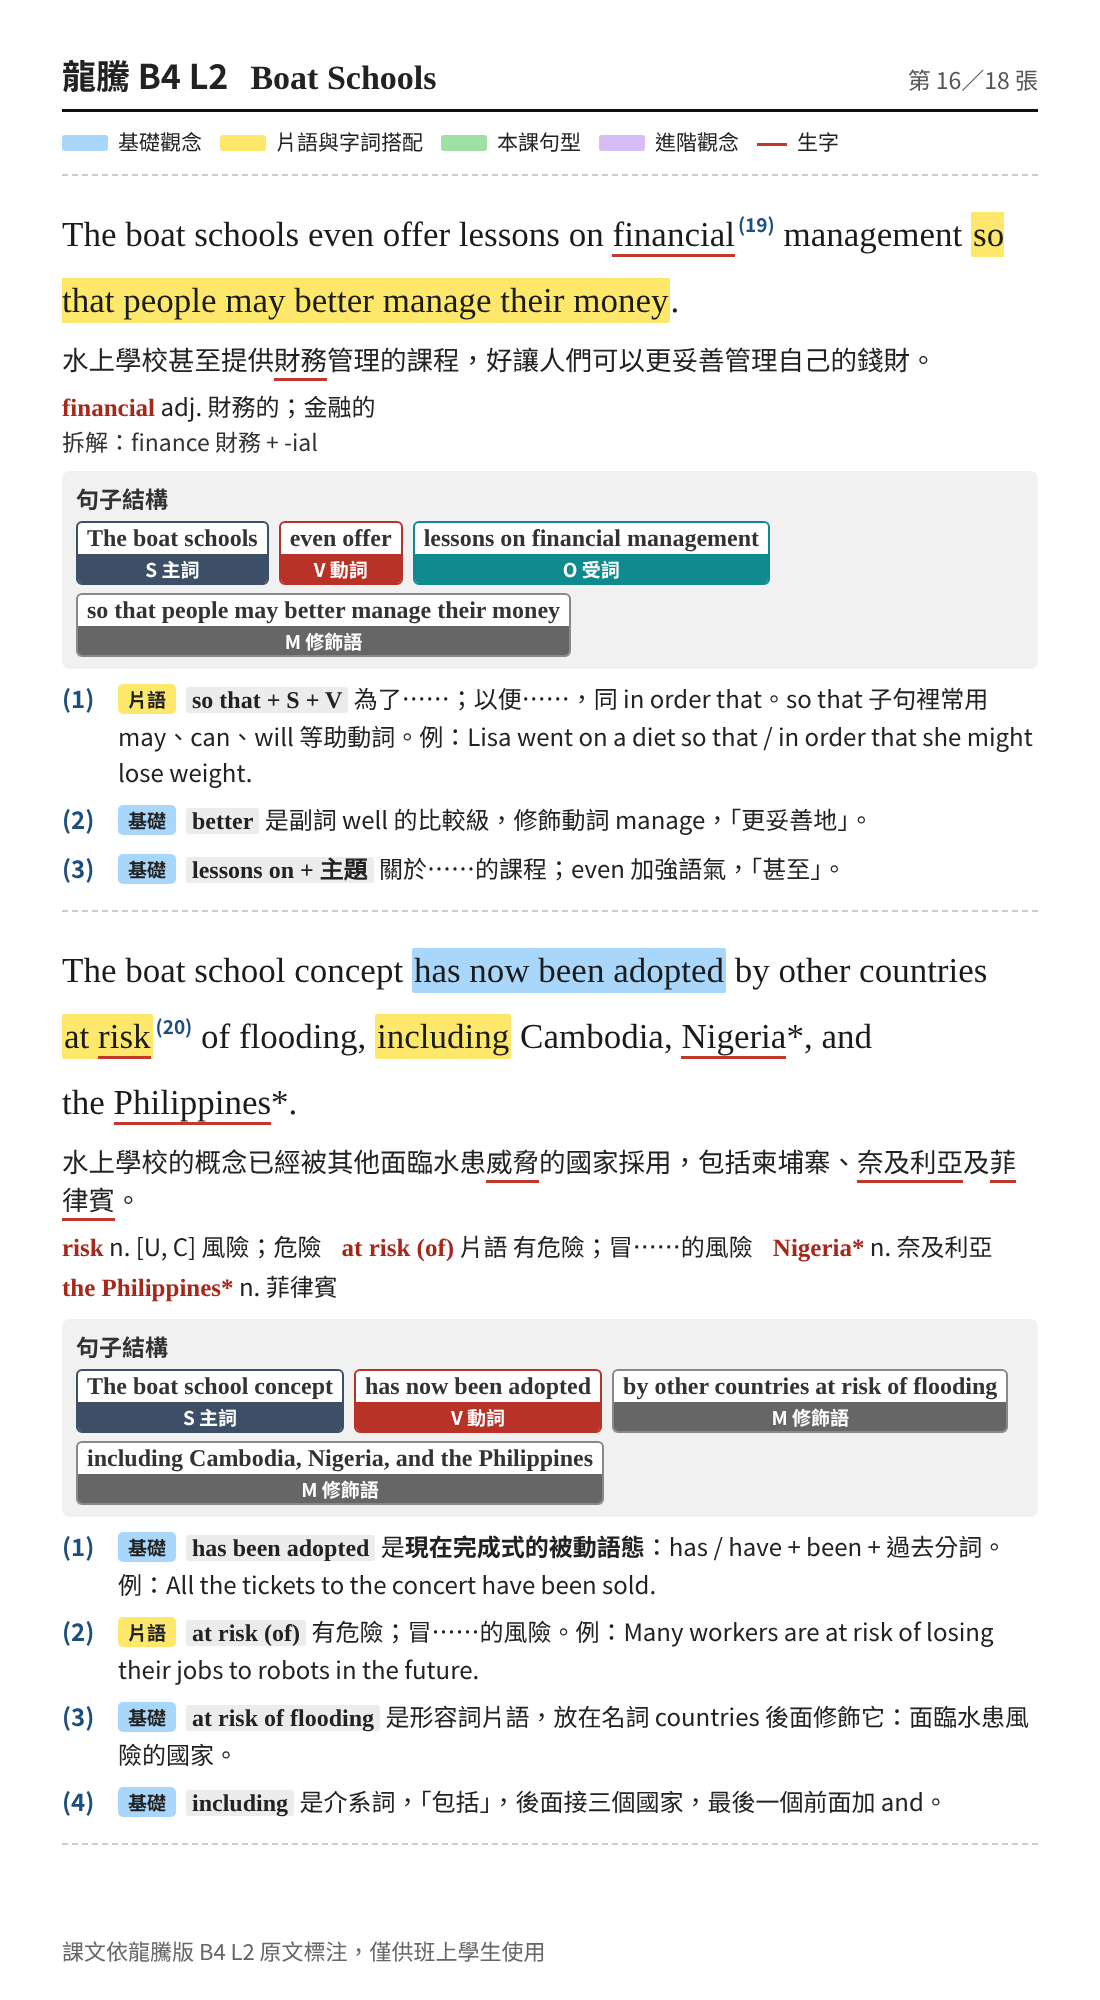 龍騰 B4 L2 Boat Schools
第 16／18 張
基礎觀念 片語與字詞搭配 本課句型 進階觀念 生字
The boat schools even offer lessons on financial (19) management so
that people may better manage their money.
水上學校甚至提供財務管理的課程，好讓人們可以更妥善管理自己的錢財。
financial adj. 財務的；金融的
拆解：finance 財務 + -ial
句子結構
The boat schools even offer lessons on financial management
S 主詞 V 動詞 O 受詞
so that people may better manage their money
M 修飾語
(1) 片語 so that + S + V 為了⋯⋯；以便⋯⋯，同 in order that。so that 子句裡常用
may、can、will 等助動詞。例：Lisa went on a diet so that / in order that she might
lose weight.
(2) 基礎 better 是副詞 well 的比較級，修飾動詞 manage，「更妥善地」。
(3) 基礎 lessons on + 主題 關於⋯⋯的課程；even 加強語氣，「甚至」。
The boat school concept has now been adopted by other countries
at risk (20) of flooding, including Cambodia, Nigeria*, and
the Philippines*.
水上學校的概念已經被其他面臨水患威脅的國家採用，包括柬埔寨、奈及利亞及菲
律賓。
risk n. [U, C] 風險；危險 at risk (of) 片語 有危險；冒⋯⋯的風險 Nigeria* n. 奈及利亞
the Philippines* n. 菲律賓
句子結構
The boat school concept has now been adopted by other countries at risk of flooding
S 主詞 V 動詞 M 修飾語
including Cambodia, Nigeria, and the Philippines
M 修飾語
(1) 基礎 has been adopted 是現在完成式的被動語態：has / have + been + 過去分詞。
例：All the tickets to the concert have been sold.
(2) 片語 at risk (of) 有危險；冒⋯⋯的風險。例：Many workers are at risk of losing
their jobs to robots in the future.
(3) 基礎 at risk of flooding 是形容詞片語，放在名詞 countries 後面修飾它：面臨水患風
險的國家。
(4) 基礎 including 是介系詞，「包括」，後面接三個國家，最後一個前面加 and。
課文依龍騰版 B4 L2 原文標注，僅供班上學生使用